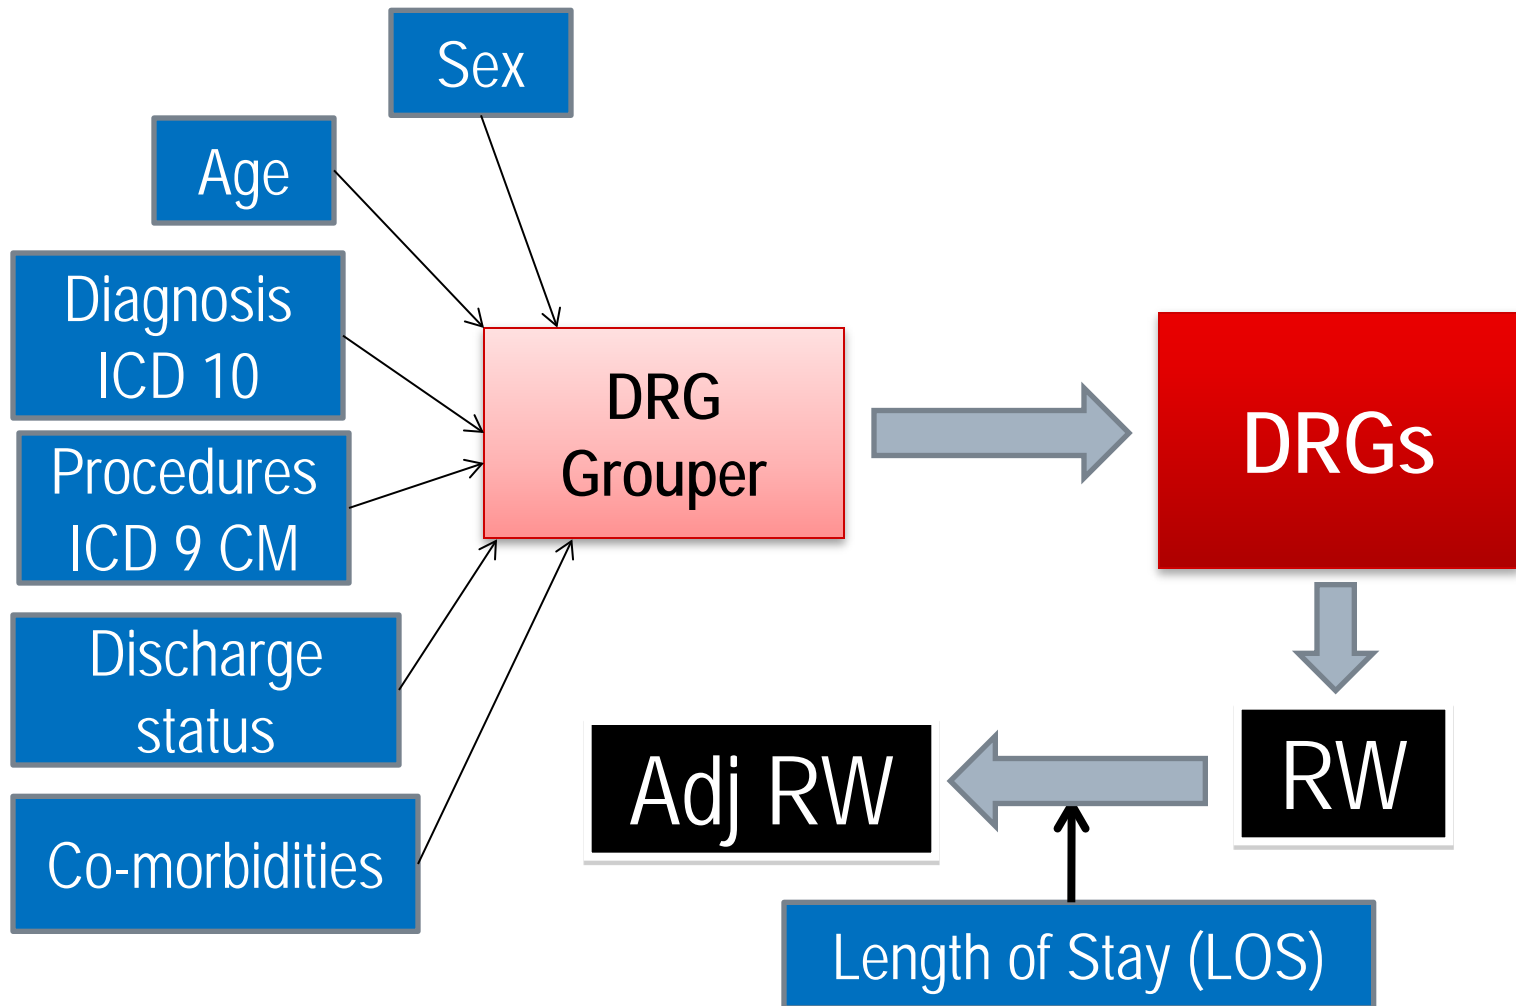 Sex
Age
Diagnosis
ICD 10
Procedures
ICD 9 CM
Discharge
status
Co-morbidities
DRG
Grouper
DRGs
RW
Adj RW
Length of Stay (LOS)